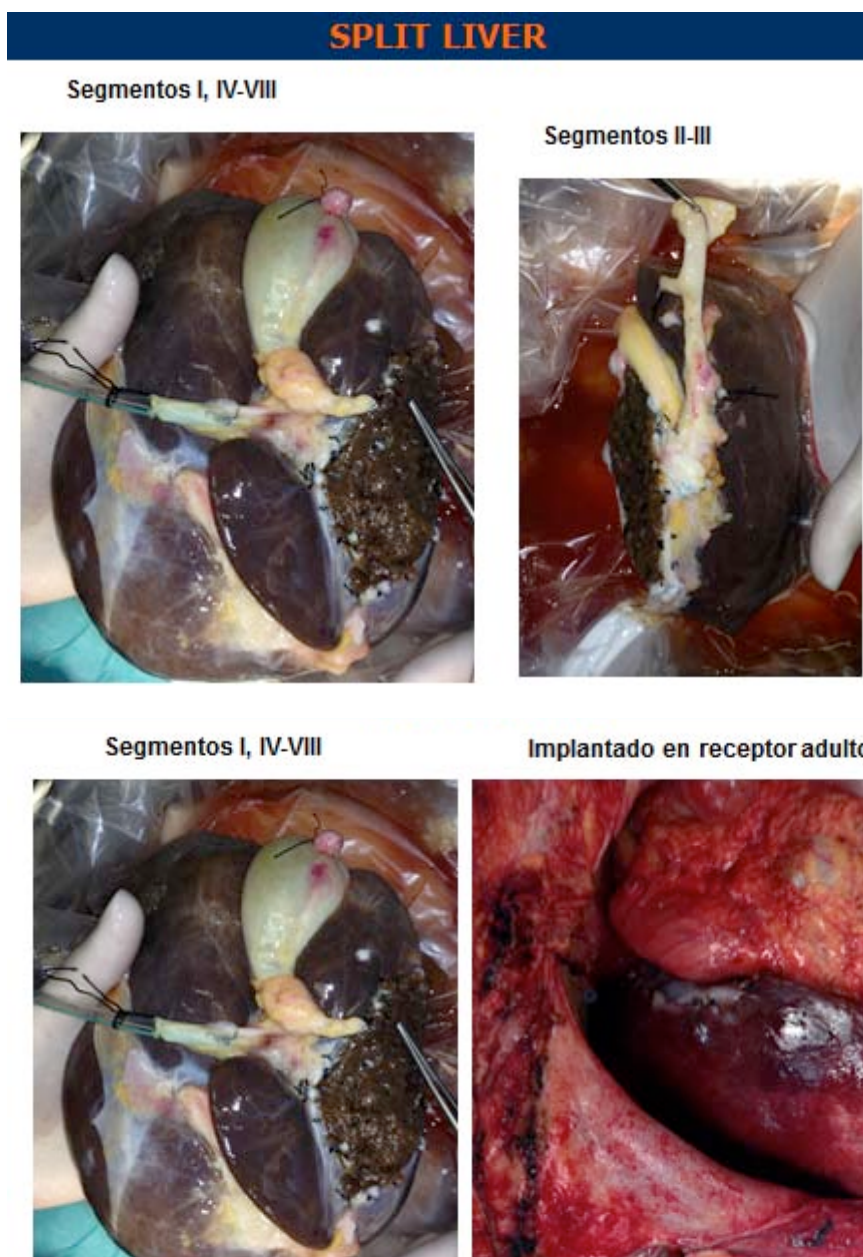 SPLIT LIVER
Segmentos I, IV-VIII
Segmentos II-III
Segmentos I, IV-VIII
Implantado en receptor adulto